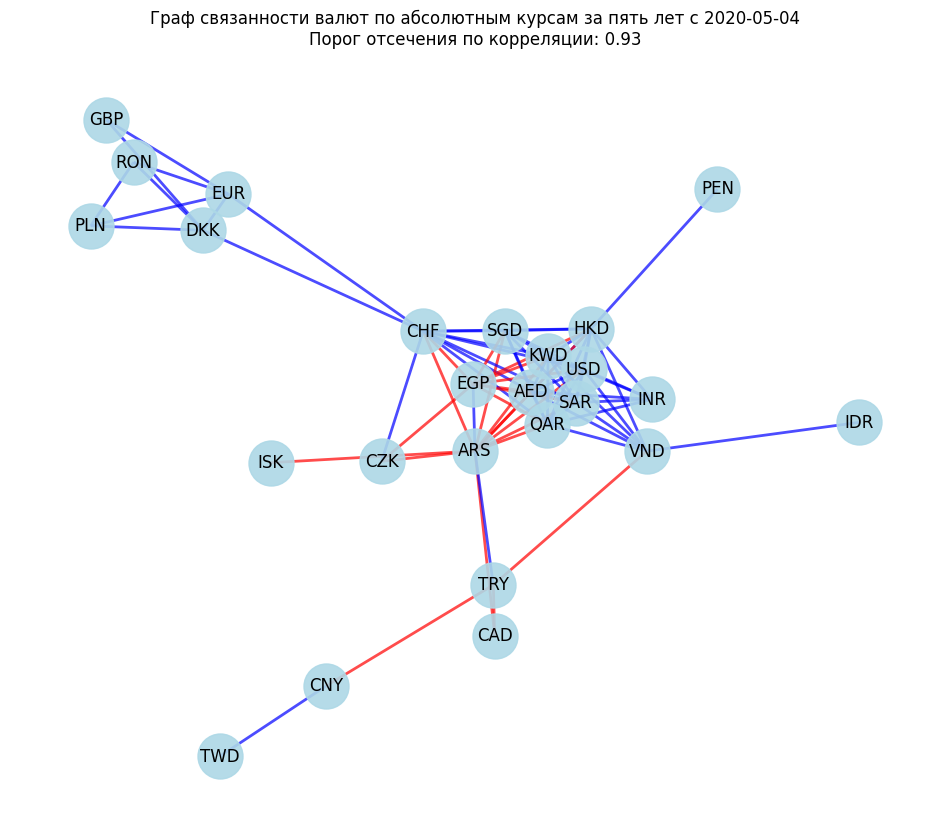 Граф связанности валют по абсолютным курсам за пять лет с 2020-05-04
Порог отсечения по корреляции: 0.93
GBP
RON
EUR
PEN
PLN
DKK
CHF
SGD
HKD
KWD
USD
EGP
AED
SAR
INR
QAR
IDR
ISK
CZK
ARS
VND
TRY
CAD
CNY
TWD